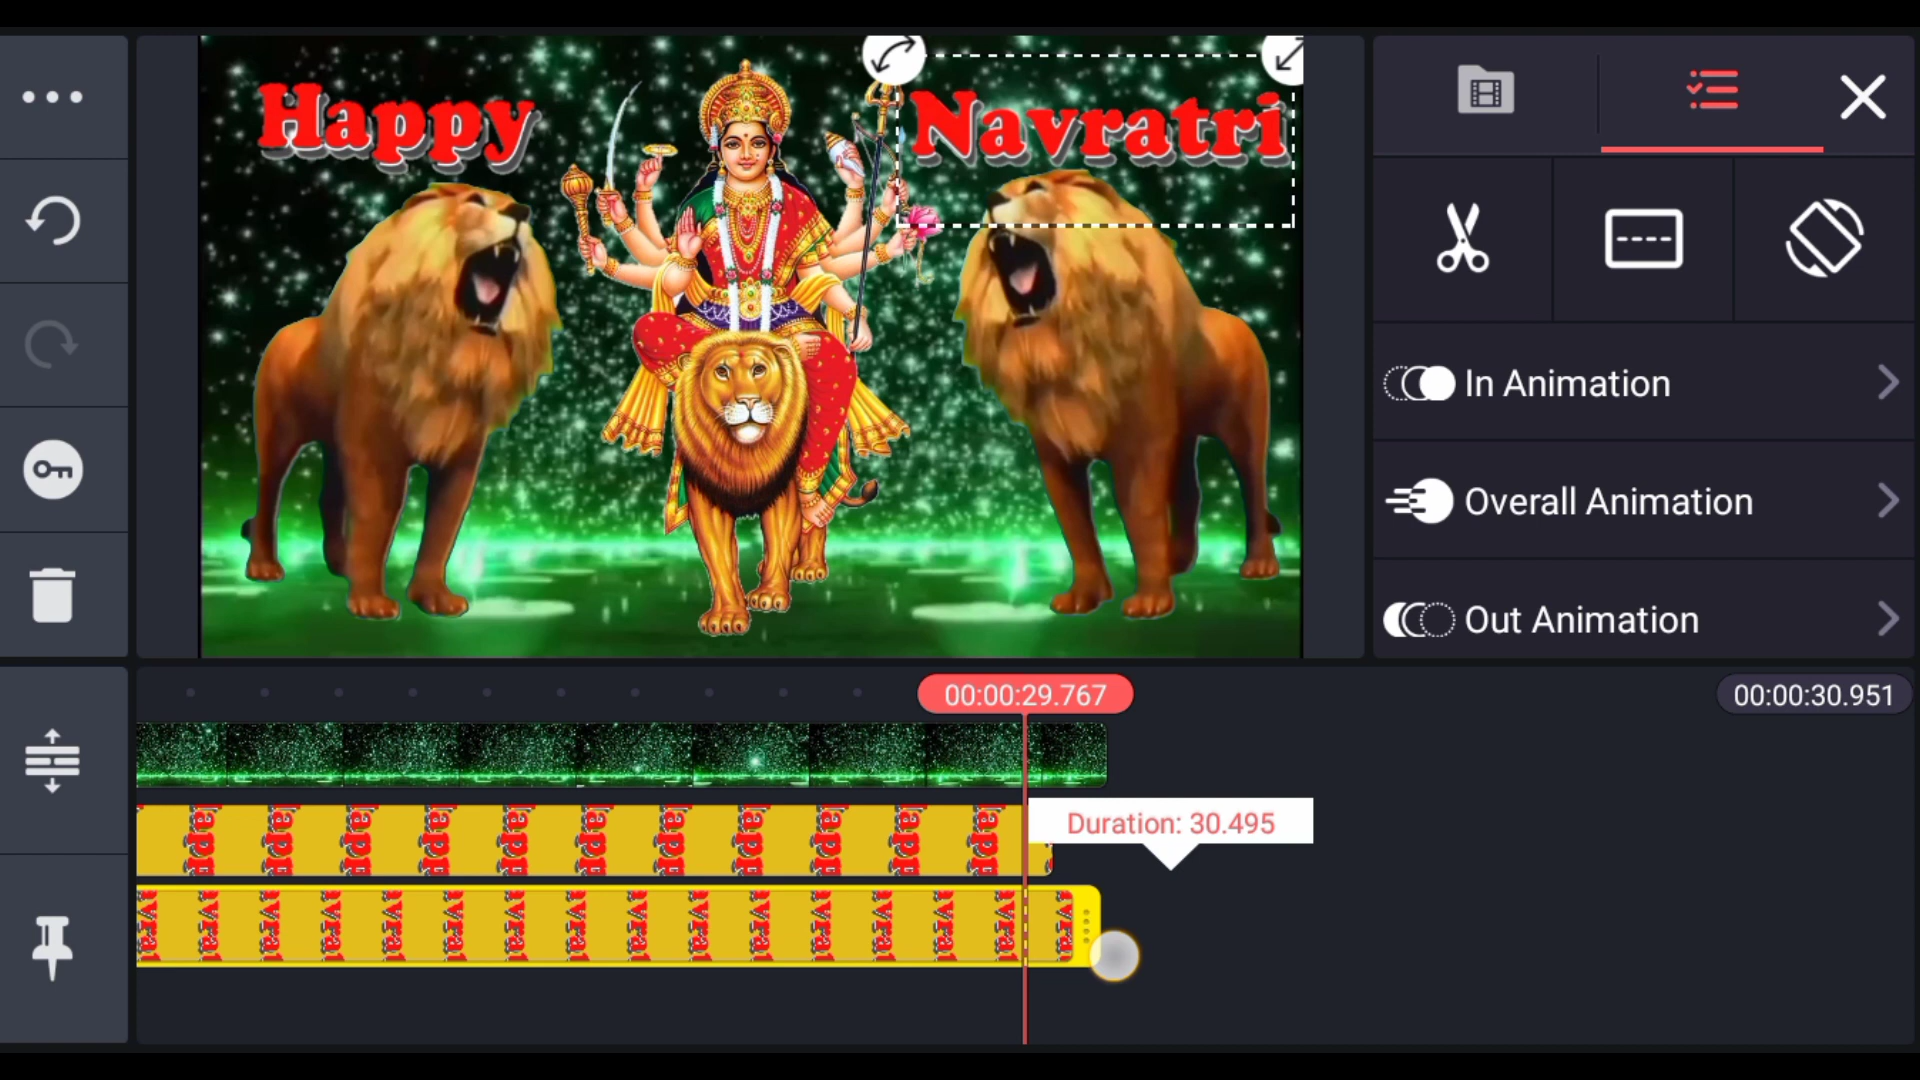 Happy
Navratri
In Animation
Overall Animation
Out Animation
00:00:29.767
00:00:30.951
Duration: 30.495